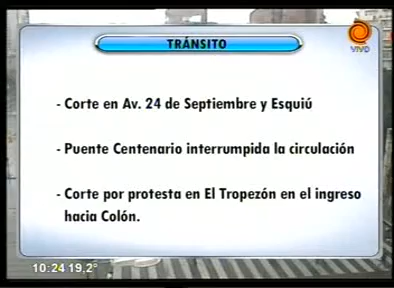 TRÁNSITO
VIVO
- Corte en Av. 24 de Septiembre y Esquiú
- Puente Centenario interrumpida la circulación
- Corte por protesta en El Tropezón en el ingreso
hacia Colón.
10:24 19.2°